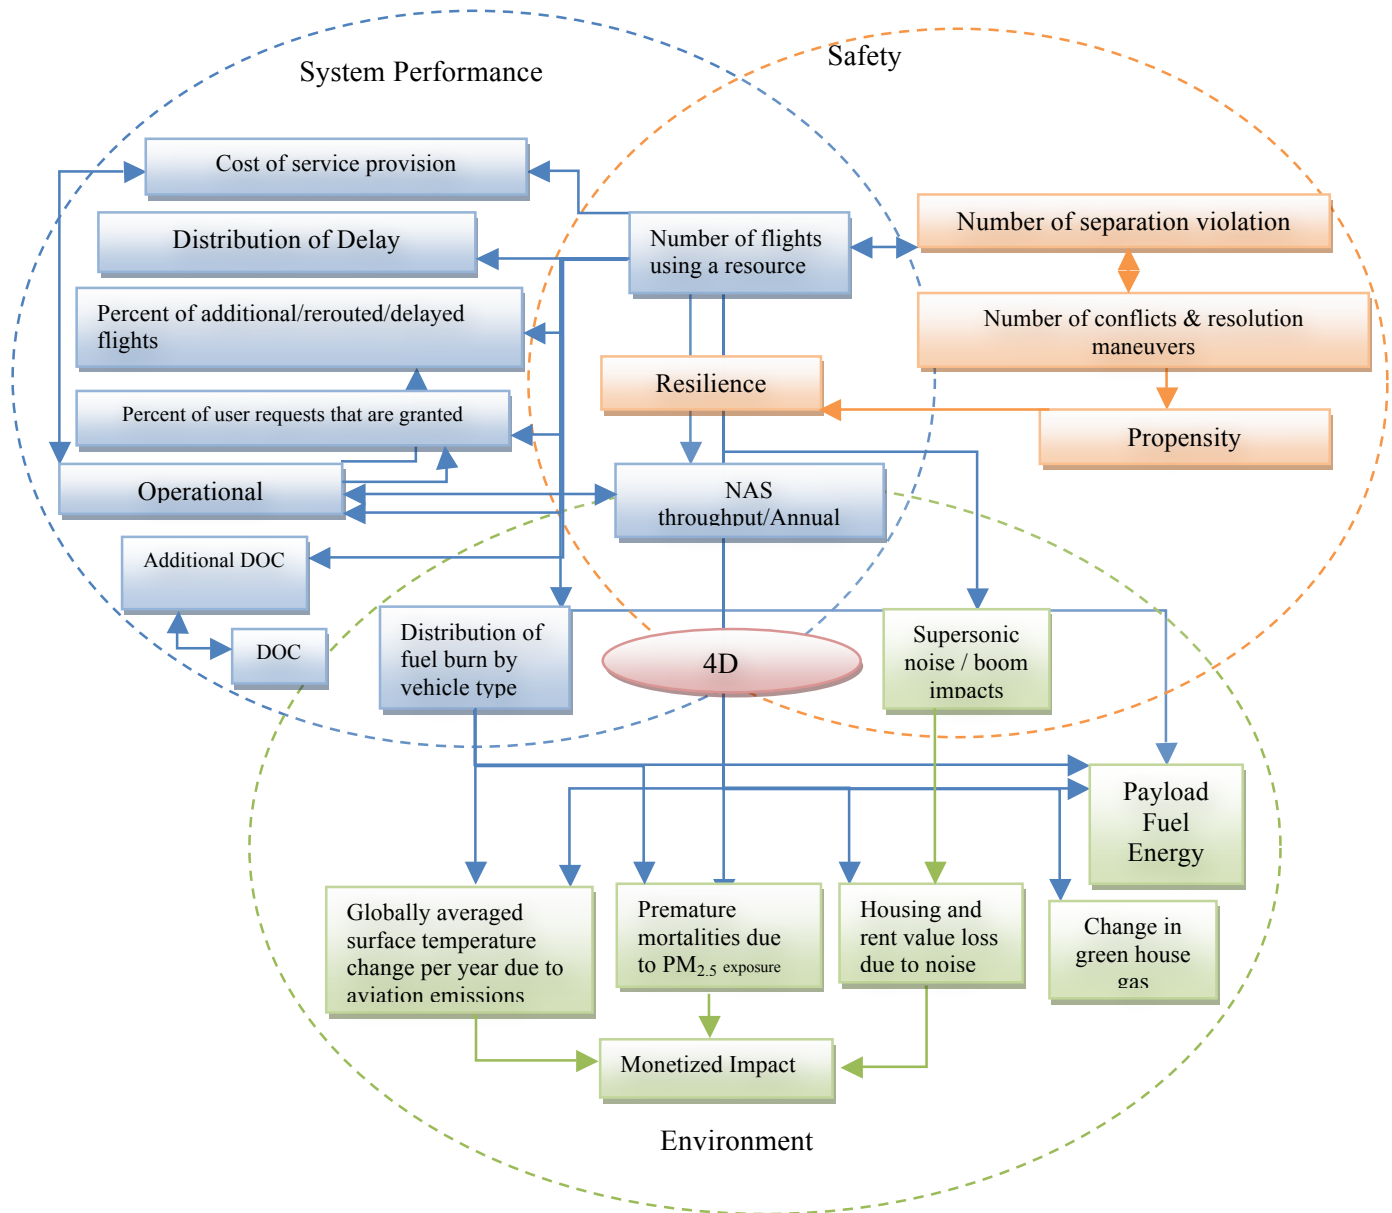 System Performance
Safety
Cost of service provision
Distribution of Delay
Number of flights
using a resource
Number of separation violation
Percent of additional/rerouted/delayed
flights
Number of conflicts & resolution
maneuvers
Resilience
Percent of user requests that are granted
Propensity
Operational
NAS
throughput/Annual
Additional DOC
DOC
Distribution of
fuel burn by
vehicle type
4D
Supersonic
noise / boom
impacts
Payload
Fuel
Energy
Globally averaged
surface temperature
change per year due to
aviation emissions
Premature
mortalities due
to PM2.5 exposure
Housing and
rent value loss
due to noise
Change in
green house
gas
Monetized Impact
Environment